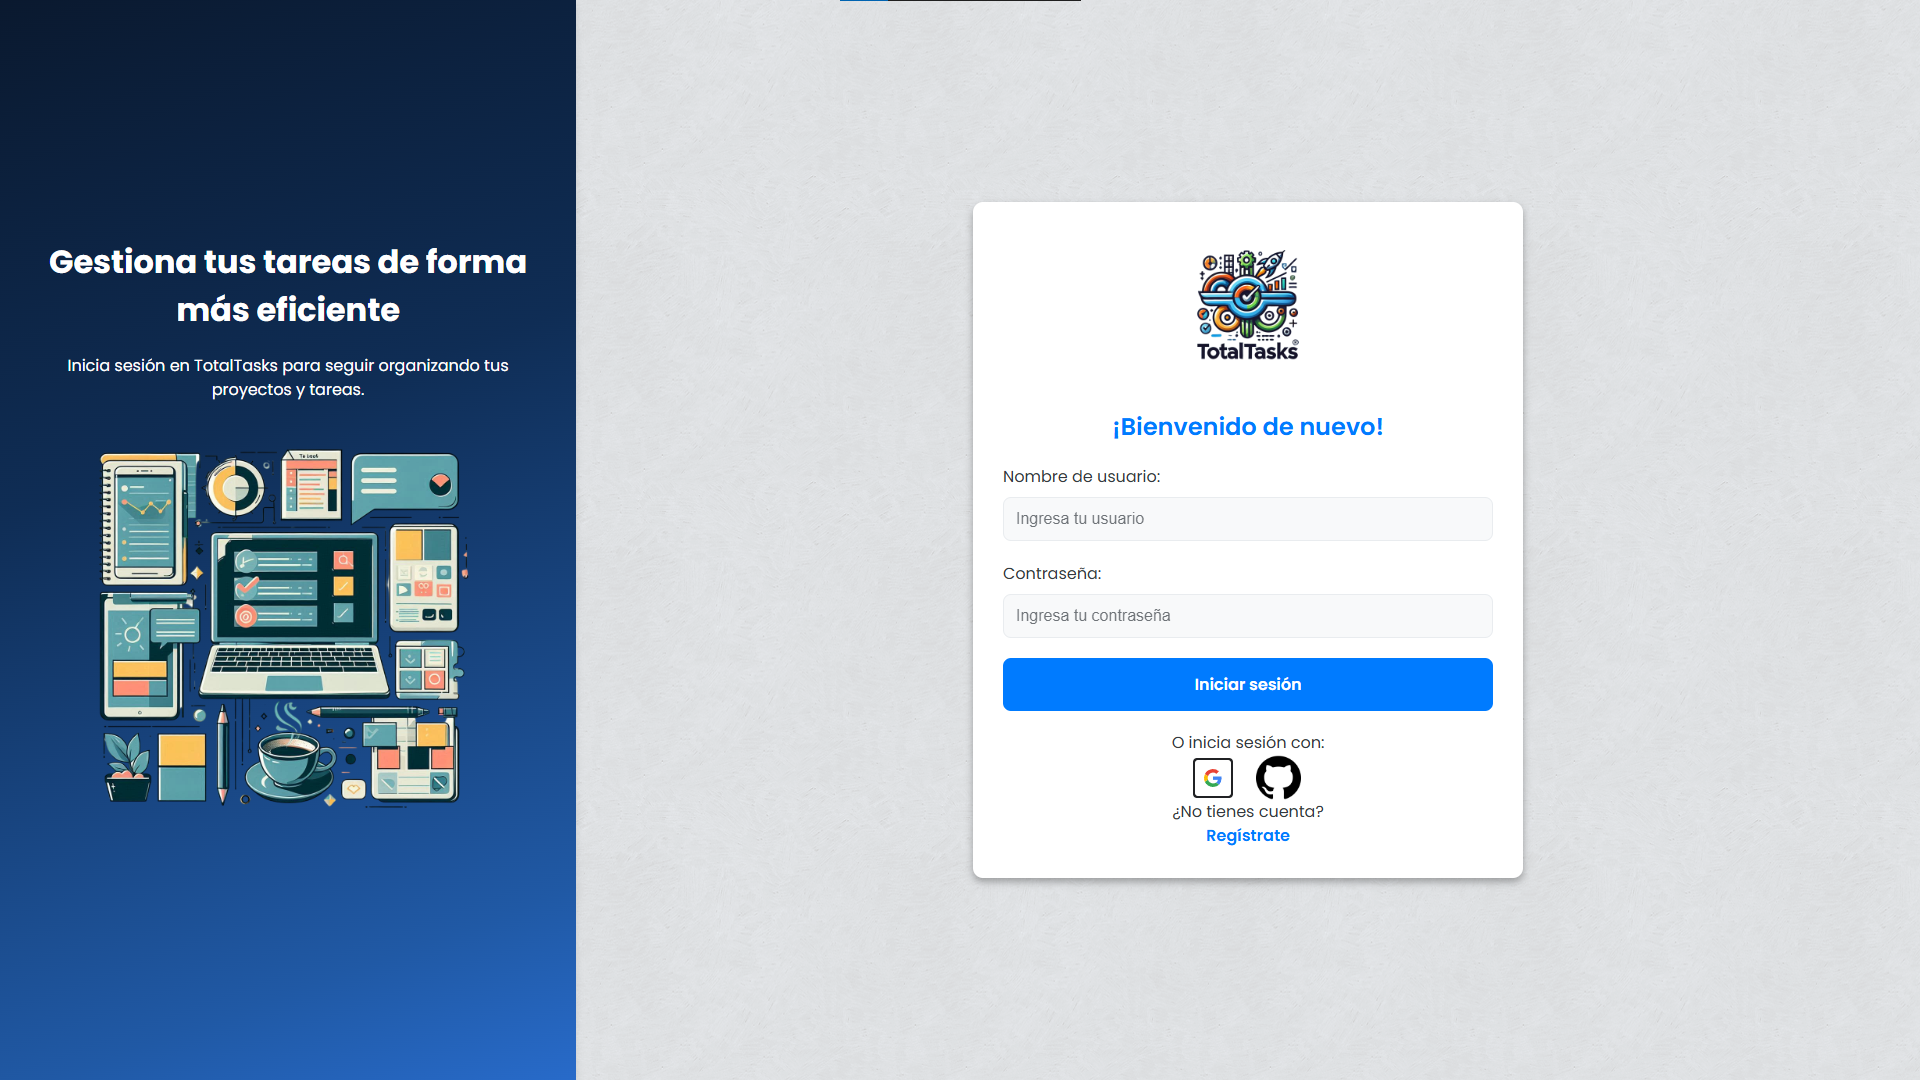 Gestiona tus tareas de forma
más eficiente
Inicia sesión en TotalTasks para seguir organizando tus
proyectos y tareas.
TotalTasks®
¡Bienvenido de nuevo!
Nombre de usuario:
Ingresa tu usuario
Contraseña:
Ingresa tu contraseña
Iniciar sesión
O inicia sesión con:
G
¿No tienes cuenta?
Regístrate